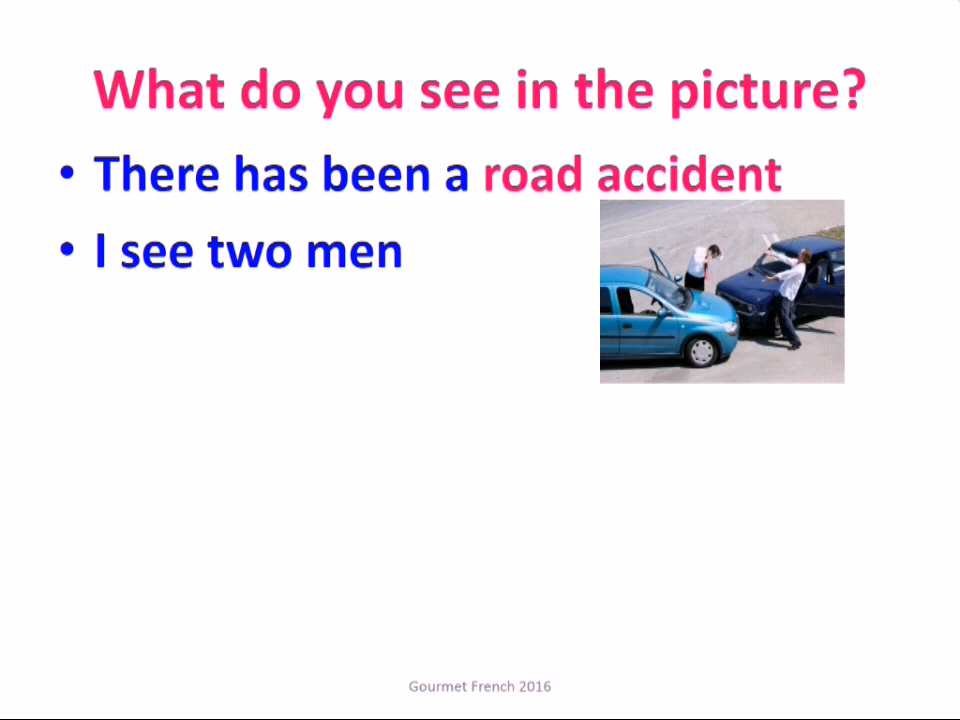 What do you see in the picture?
• There has been a road accident
• I see two men
Gourmet French 2016